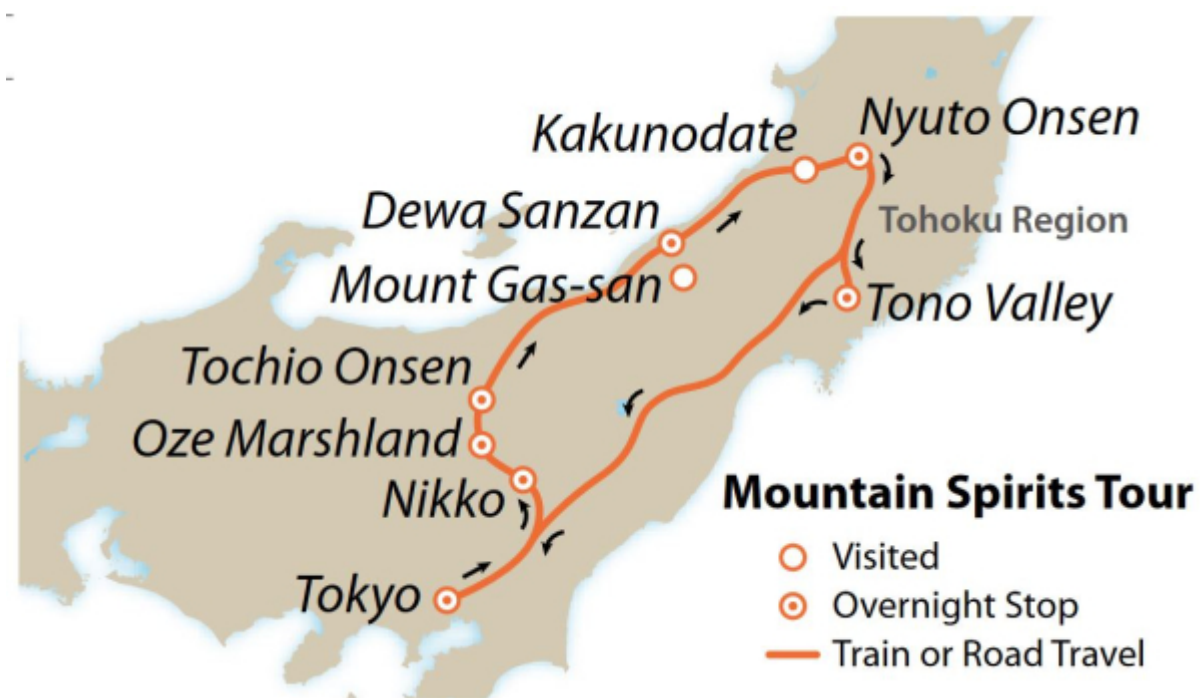 Kakunodate
Nyuto Onsen
Dewa Sanzan
Tohoku Region
Mount Gas-san
Tono Valley
Tochio Onsen
Oze Marshland
Nikko
Tokyo
Mountain Spirits Tour
Visited
Overnight Stop
Train or Road Travel